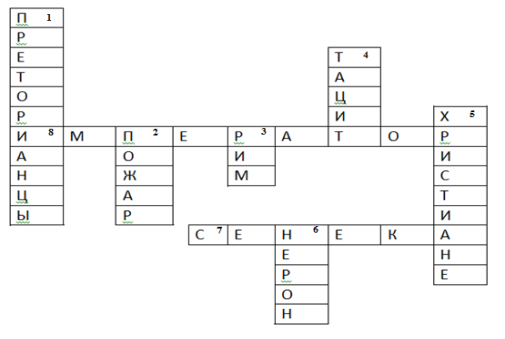 П 1
Р
Е Т 4
Т А
О Ц
Р И Х 5
И 8 М П 2 Е Р 3 А Т О Р
А О И И
Н Ж М С
Ц А Т
Ы Р И
С 7 Е Н 6 Е К А
Е Н
Р Е
О
Н